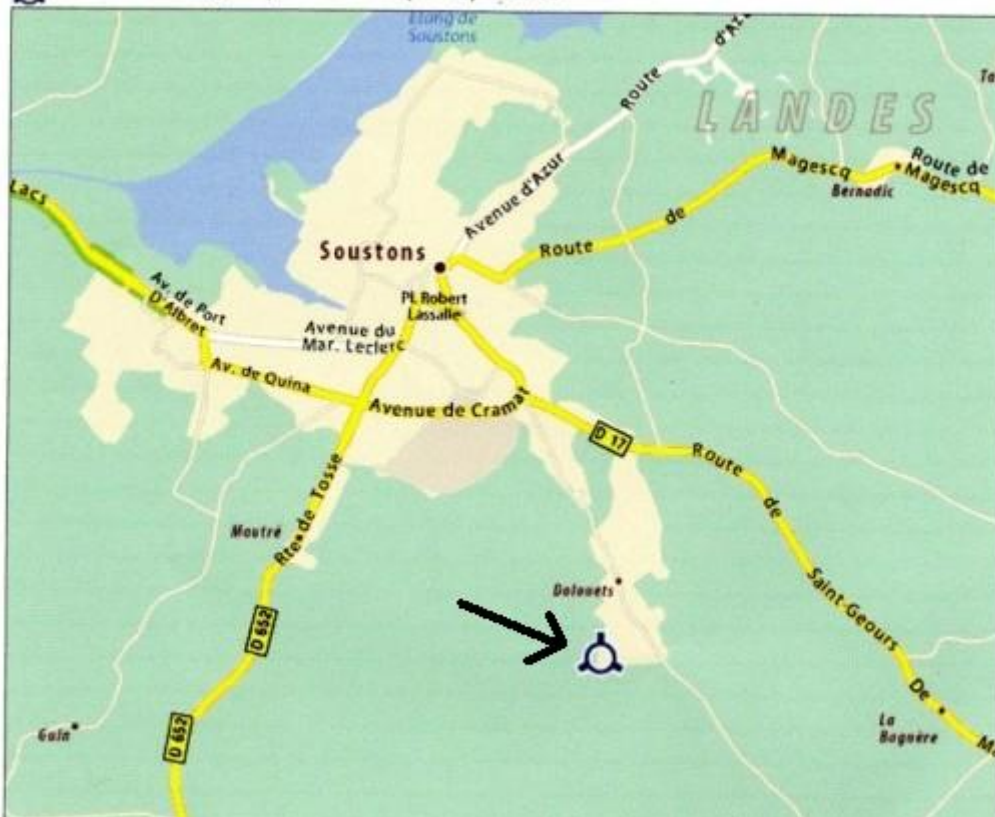 Etang de
Soustons
Route
d'Az
LANDES
Lacs
Avenue d'Azur
Route de Magescq
Bernadic
Route de
Magescq
Soustons
Av. de Port
D'Albret
Pl. Robert
Lassalle
Avenue du
Mar. Leclerc
Av. de Quina
Avenue de Cramat
D 17
Route de Saint-Geours De
Moutré
Rte de Tosse
D 652
D 652
Gaïn
La
Bagnère